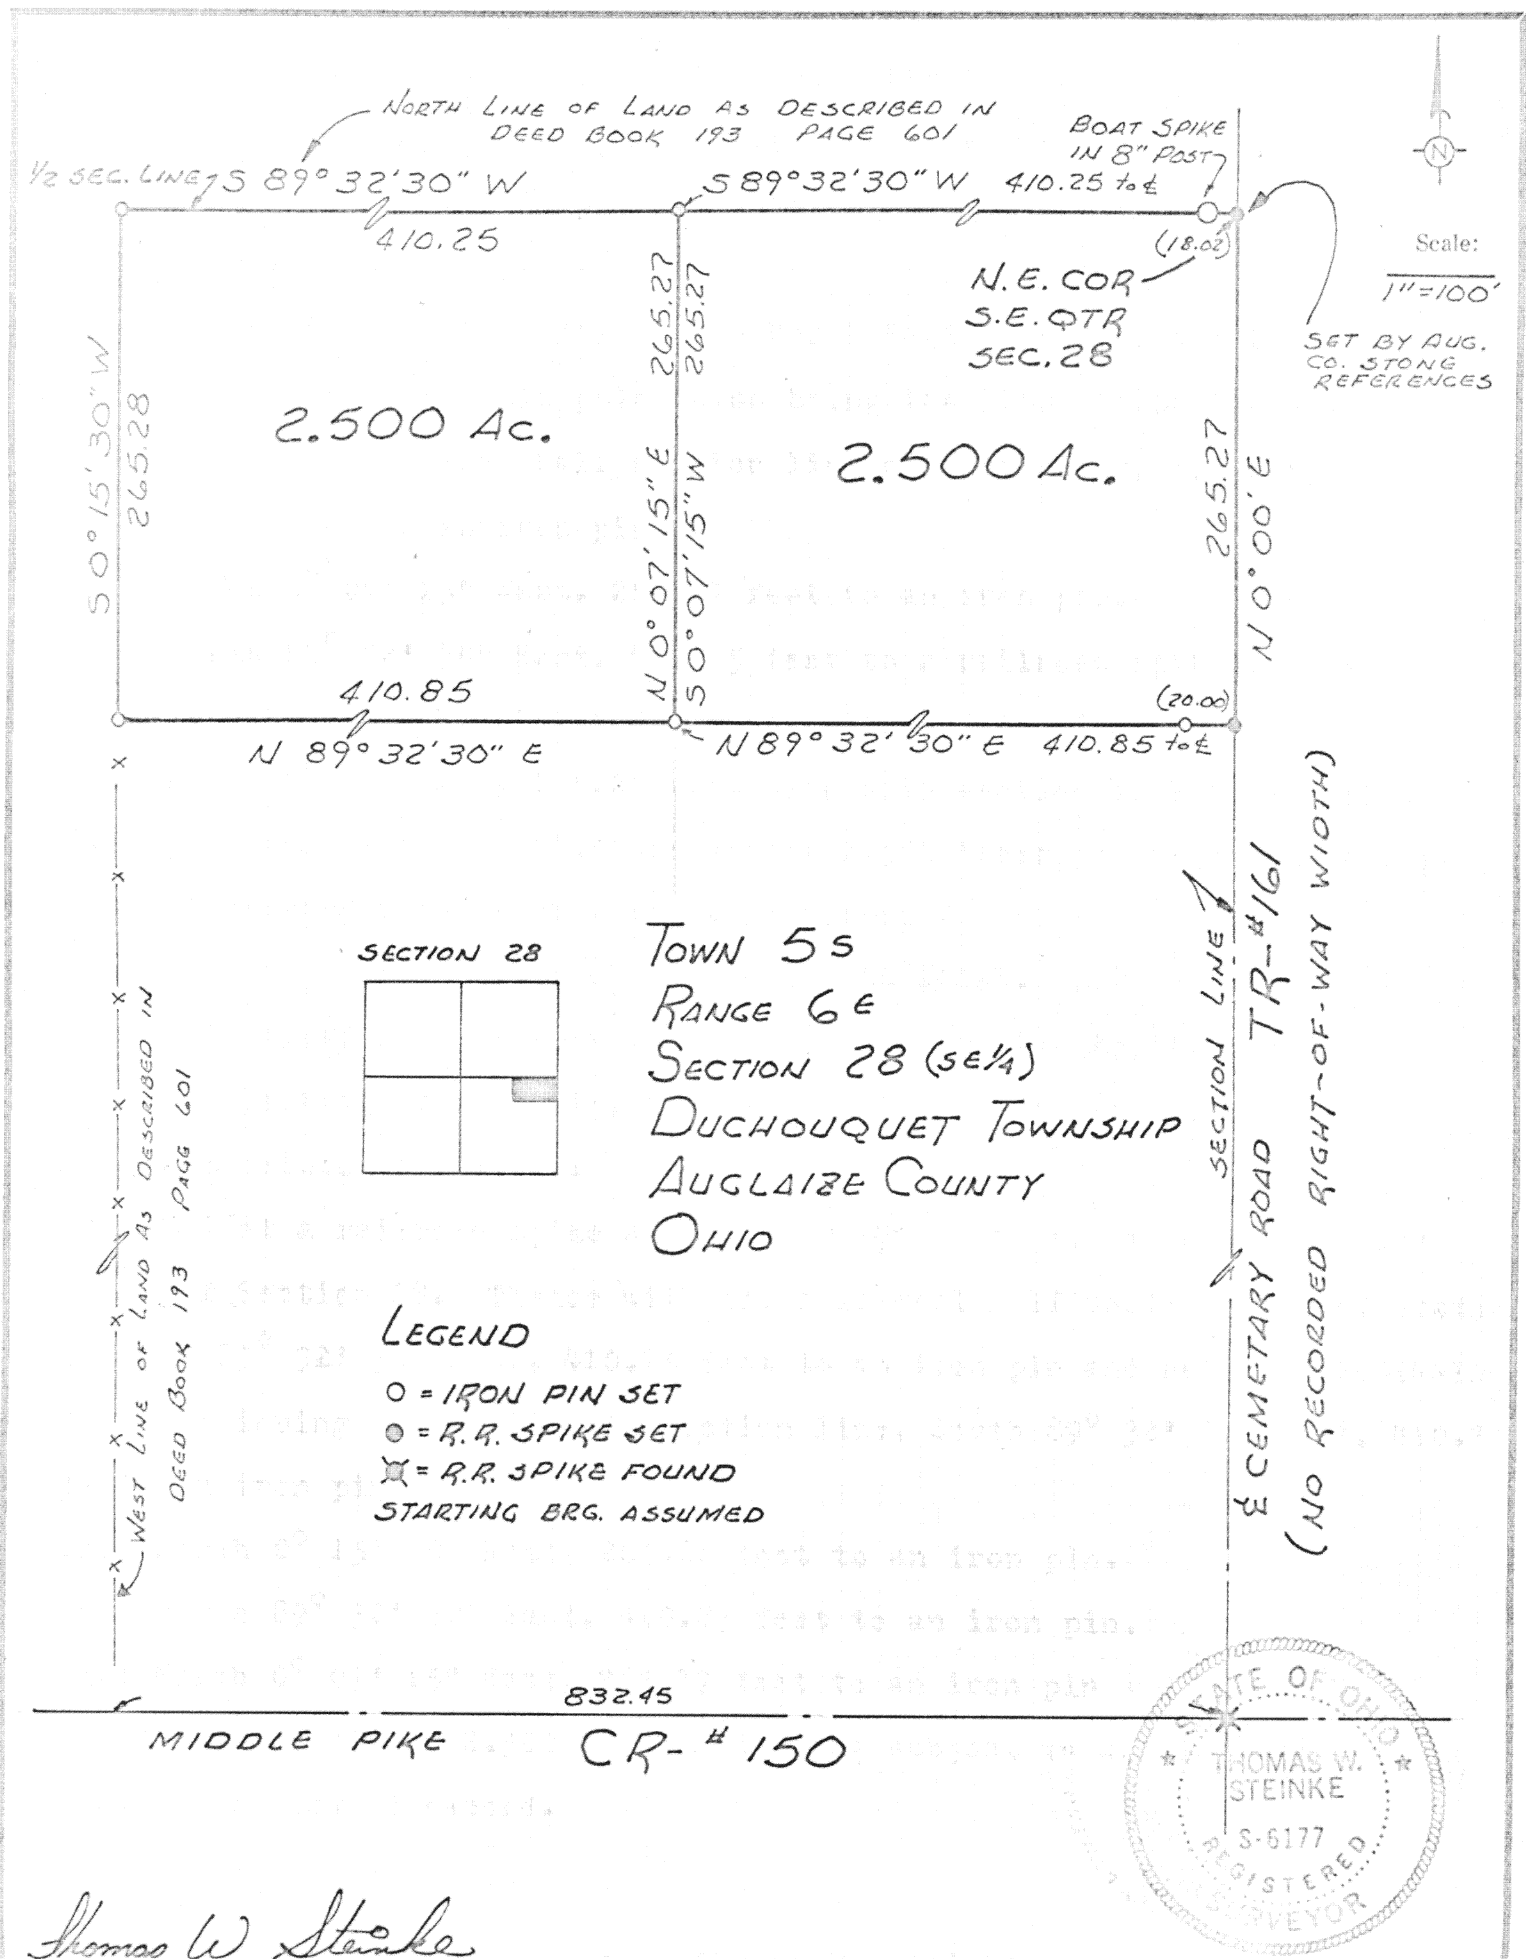 NORTH LINE OF LAND AS DESCRIBED IN
DEED BOOK 193 PAGE 601
BOAT SPIKE
IN 8" POST
N
1/2 SEC. LINE
S 89° 32' 30" W
410.25
S 89° 32' 30" W 410.25 to ℄
(18.02)
Scale:
1"=100'
N.E. COR
S.E. QTR
SEC. 28
SET BY AUG.
CO. STONE
REFERENCES
S 0° 15' 30" W
265.28
2.500 Ac.
N 0° 07' 15" E 265.27
S 0° 07' 15" W 265.27
2.500 Ac.
265.27
N 0° 00' E
410.85
N 89° 32' 30" E
(20.00)
N 89° 32' 30" E 410.85 to ℄
SECTION 28
TOWN 5 S
RANGE 6 E
SECTION 28 (SE 1/4)
DUCHOUQUET TOWNSHIP
AUGLAIZE COUNTY
OHIO
WEST LINE OF LAND AS DESCRIBED IN
DEED BOOK 193 PAGE 601
SECTION LINE
℄ CEMETARY ROAD TR-#161
(NO RECORDED RIGHT-OF-WAY WIDTH)
LEGEND
O = IRON PIN SET
= R.R. SPIKE SET
= R.R. SPIKE FOUND
STARTING BRG. ASSUMED
832.45
MIDDLE PIKE CR-#150
STATE OF OHIO
THOMAS W.
STEINKE
S-6177
REGISTERED
SURVEYOR
Thomas W Steinke